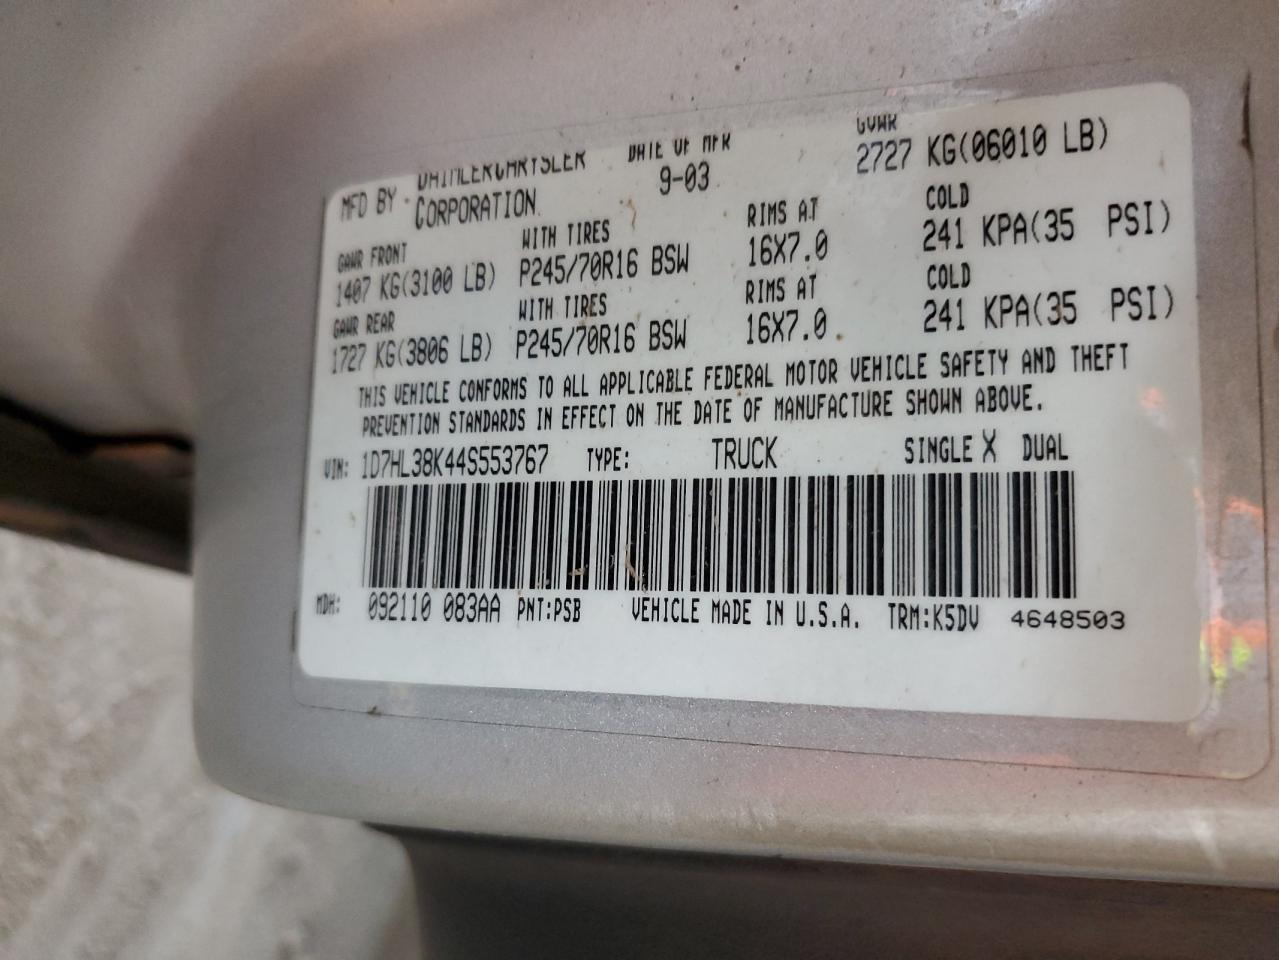 MFD BY DAIMLERCHRYSLER CORPORATION
DATE OF MFR
9-03
GVWR
2727 KG(06010 LB)
GAWR FRONT WITH TIRES RIMS AT COLD
1407 KG(3100 LB) P245/70R16 BSW 16X7.0 241 KPA(35 PSI)
GAWR REAR WITH TIRES RIMS AT COLD
1727 KG(3806 LB) P245/70R16 BSW 16X7.0 241 KPA(35 PSI)
THIS VEHICLE CONFORMS TO ALL APPLICABLE FEDERAL MOTOR VEHICLE SAFETY AND THEFT
PREVENTION STANDARDS IN EFFECT ON THE DATE OF MANUFACTURE SHOWN ABOVE.
VIN: 1D7HL38K44S553767 TYPE: TRUCK SINGLE X DUAL
MDH: 092110 083AA PNT:PSB VEHICLE MADE IN U.S.A. TRM:K5DV 4648503